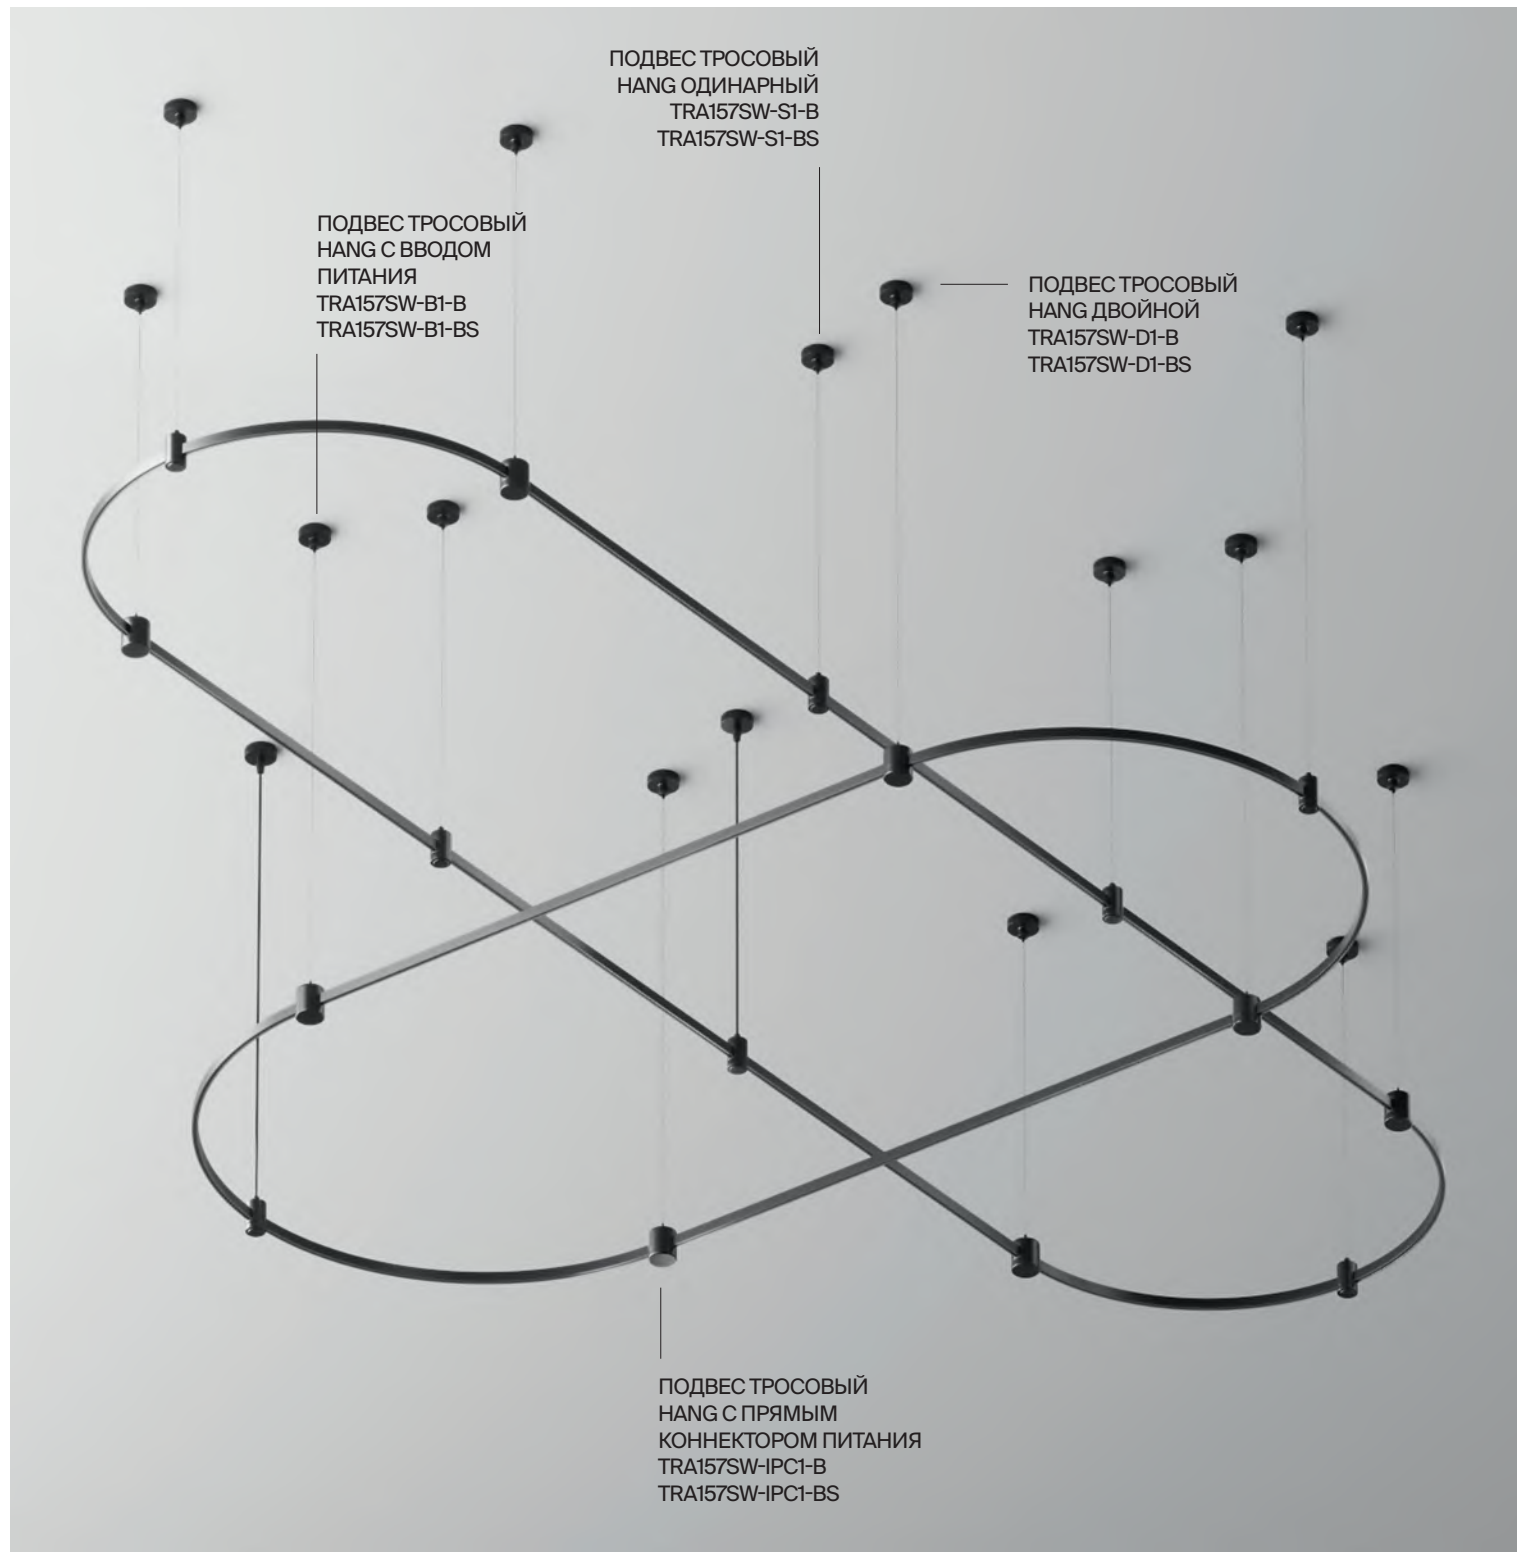 ПОДВЕС ТРОСОВЫЙ
HANG ОДИНАРНЫЙ
TRA157SW-S1-B
TRA157SW-S1-BS
ПОДВЕС ТРОСОВЫЙ
HANG С ВВОДОМ
ПИТАНИЯ
TRA157SW-B1-B
TRA157SW-B1-BS
ПОДВЕС ТРОСОВЫЙ
HANG ДВОЙНОЙ
TRA157SW-D1-B
TRA157SW-D1-BS
ПОДВЕС ТРОСОВЫЙ
HANG С ПРЯМЫМ
КОННЕКТОРОМ ПИТАНИЯ
TRA157SW-IPC1-B
TRA157SW-IPC1-BS